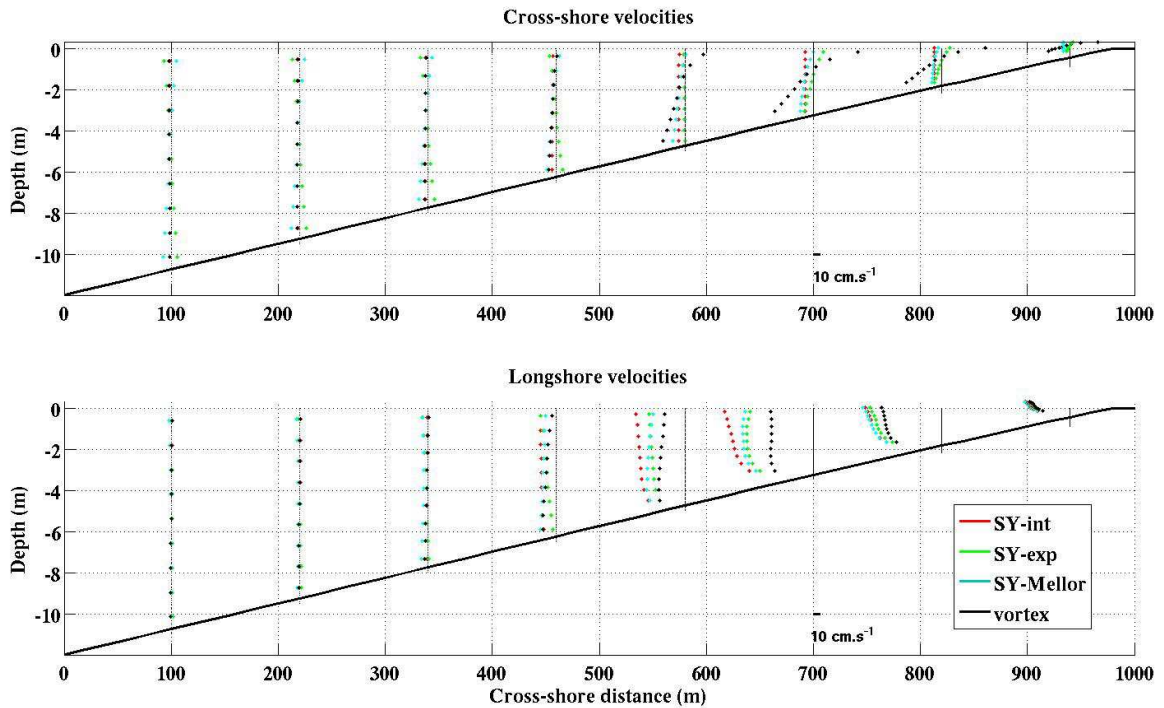 Cross-shore velocities
Depth (m)
0
-2
-4
-6
-8
-10
10 cm.s⁻¹
0 100 200 300 400 500 600 700 800 900 1000
Longshore velocities
Depth (m)
0
-2
-4
-6
-8
-10
SY-int
SY-exp
SY-Mellor
vortex
10 cm.s⁻¹
0 100 200 300 400 500 600 700 800 900 1000
Cross-shore distance (m)